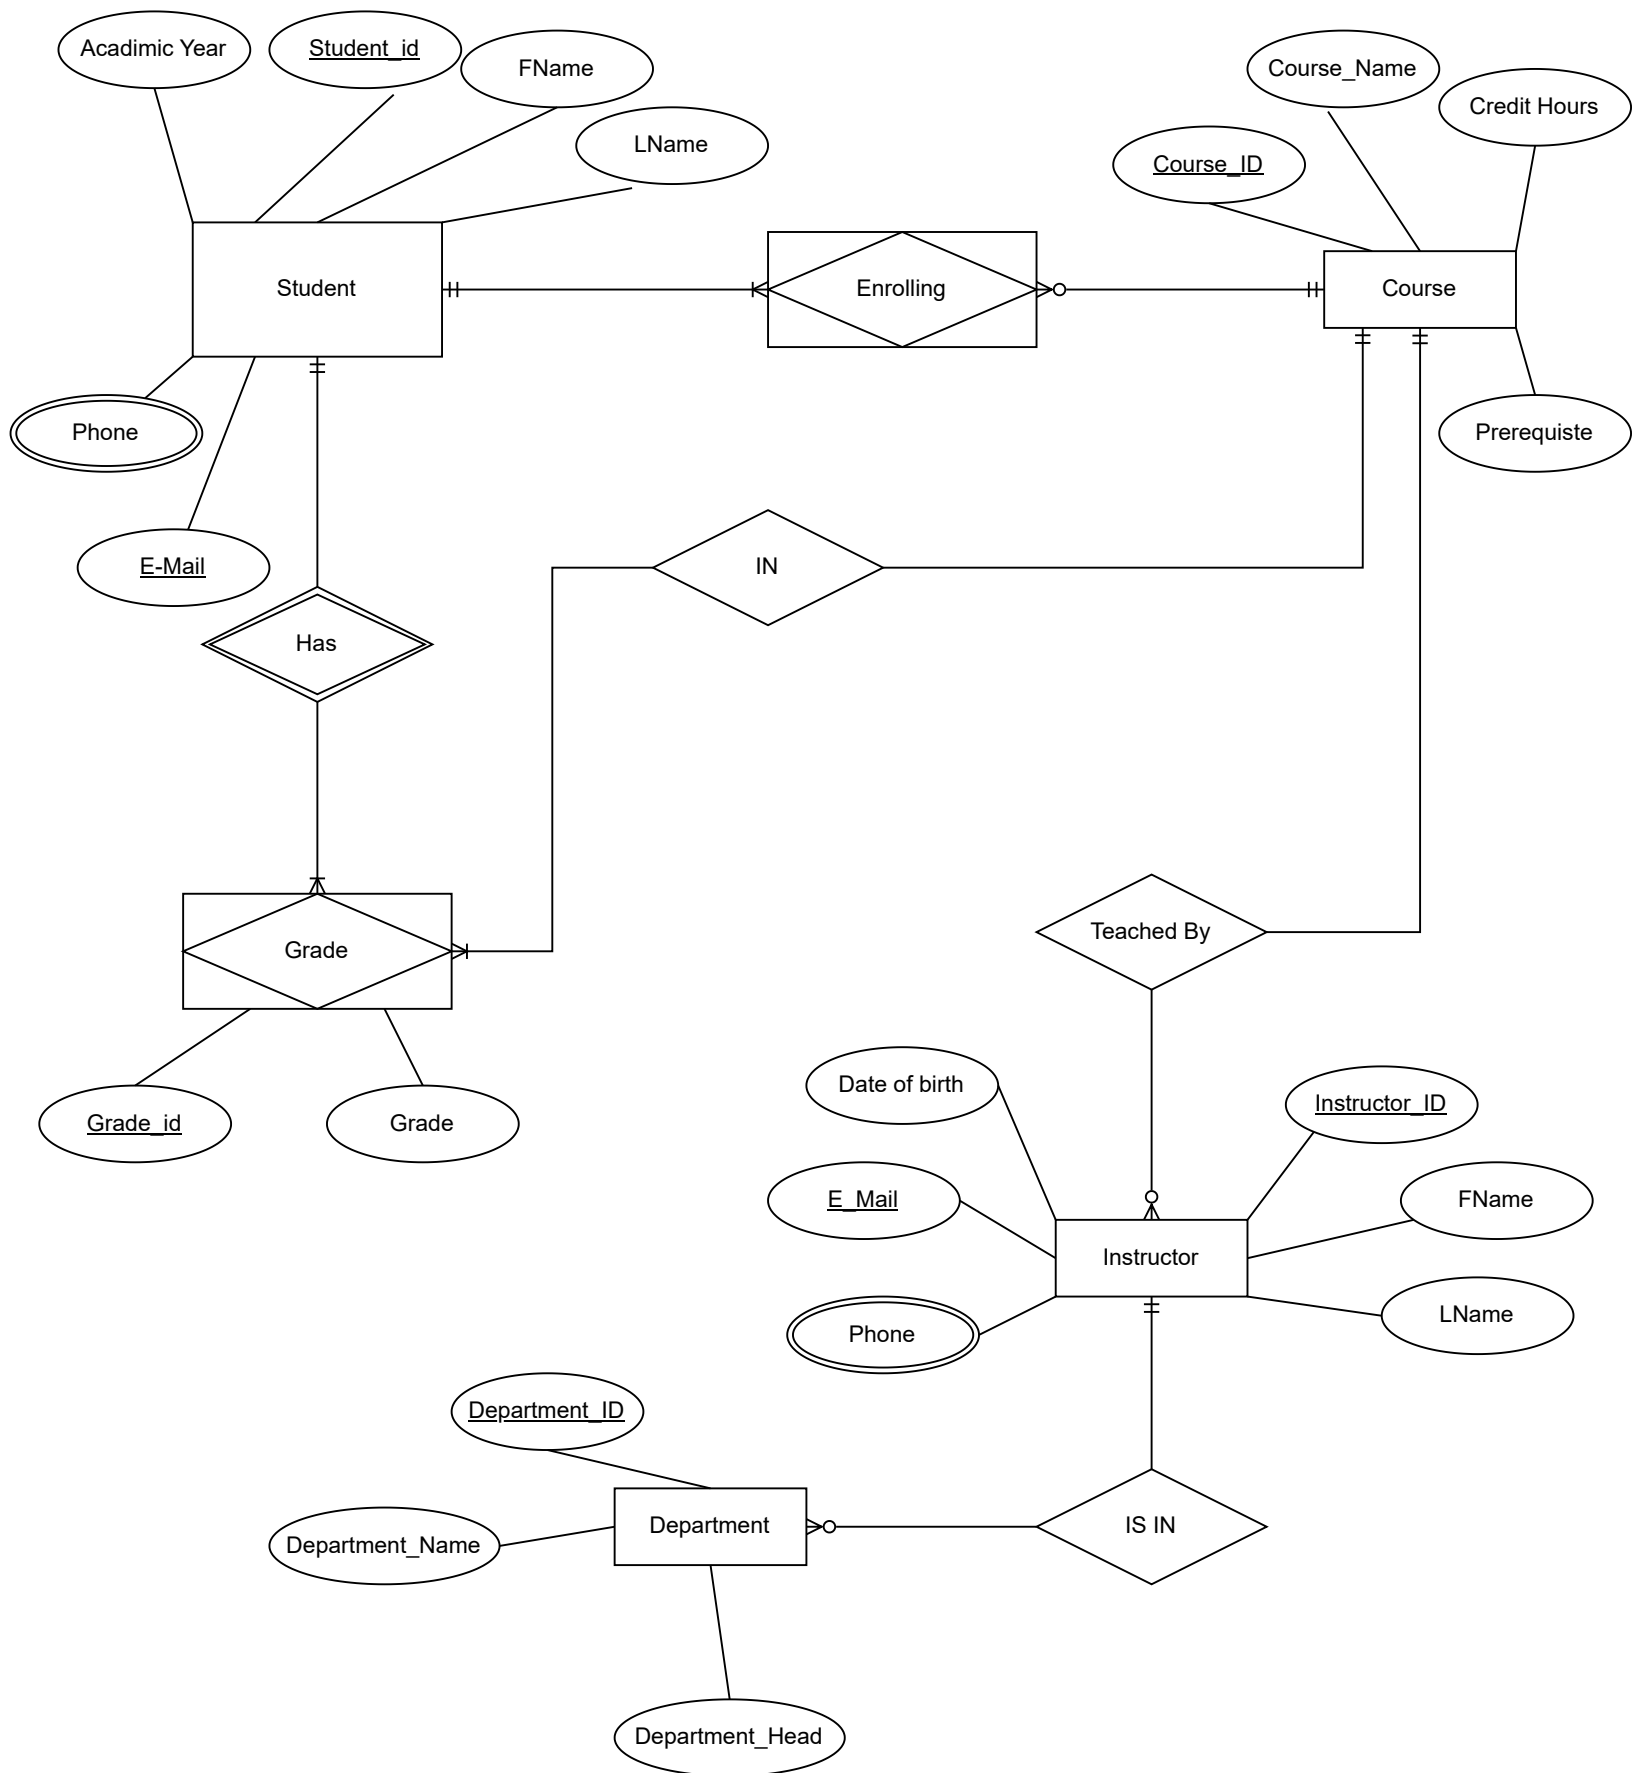 Acadimic Year
Student_id
FName
LName
Course_Name
Credit Hours
Course_ID
Student
Enrolling
Course
Phone
Prerequiste
E-Mail
IN
Has
Teached By
Grade
Date of birth
Instructor_ID
Grade_id
Grade
E_Mail
FName
Instructor
Phone
LName
Department_ID
Department
IS IN
Department_Name
Department_Head